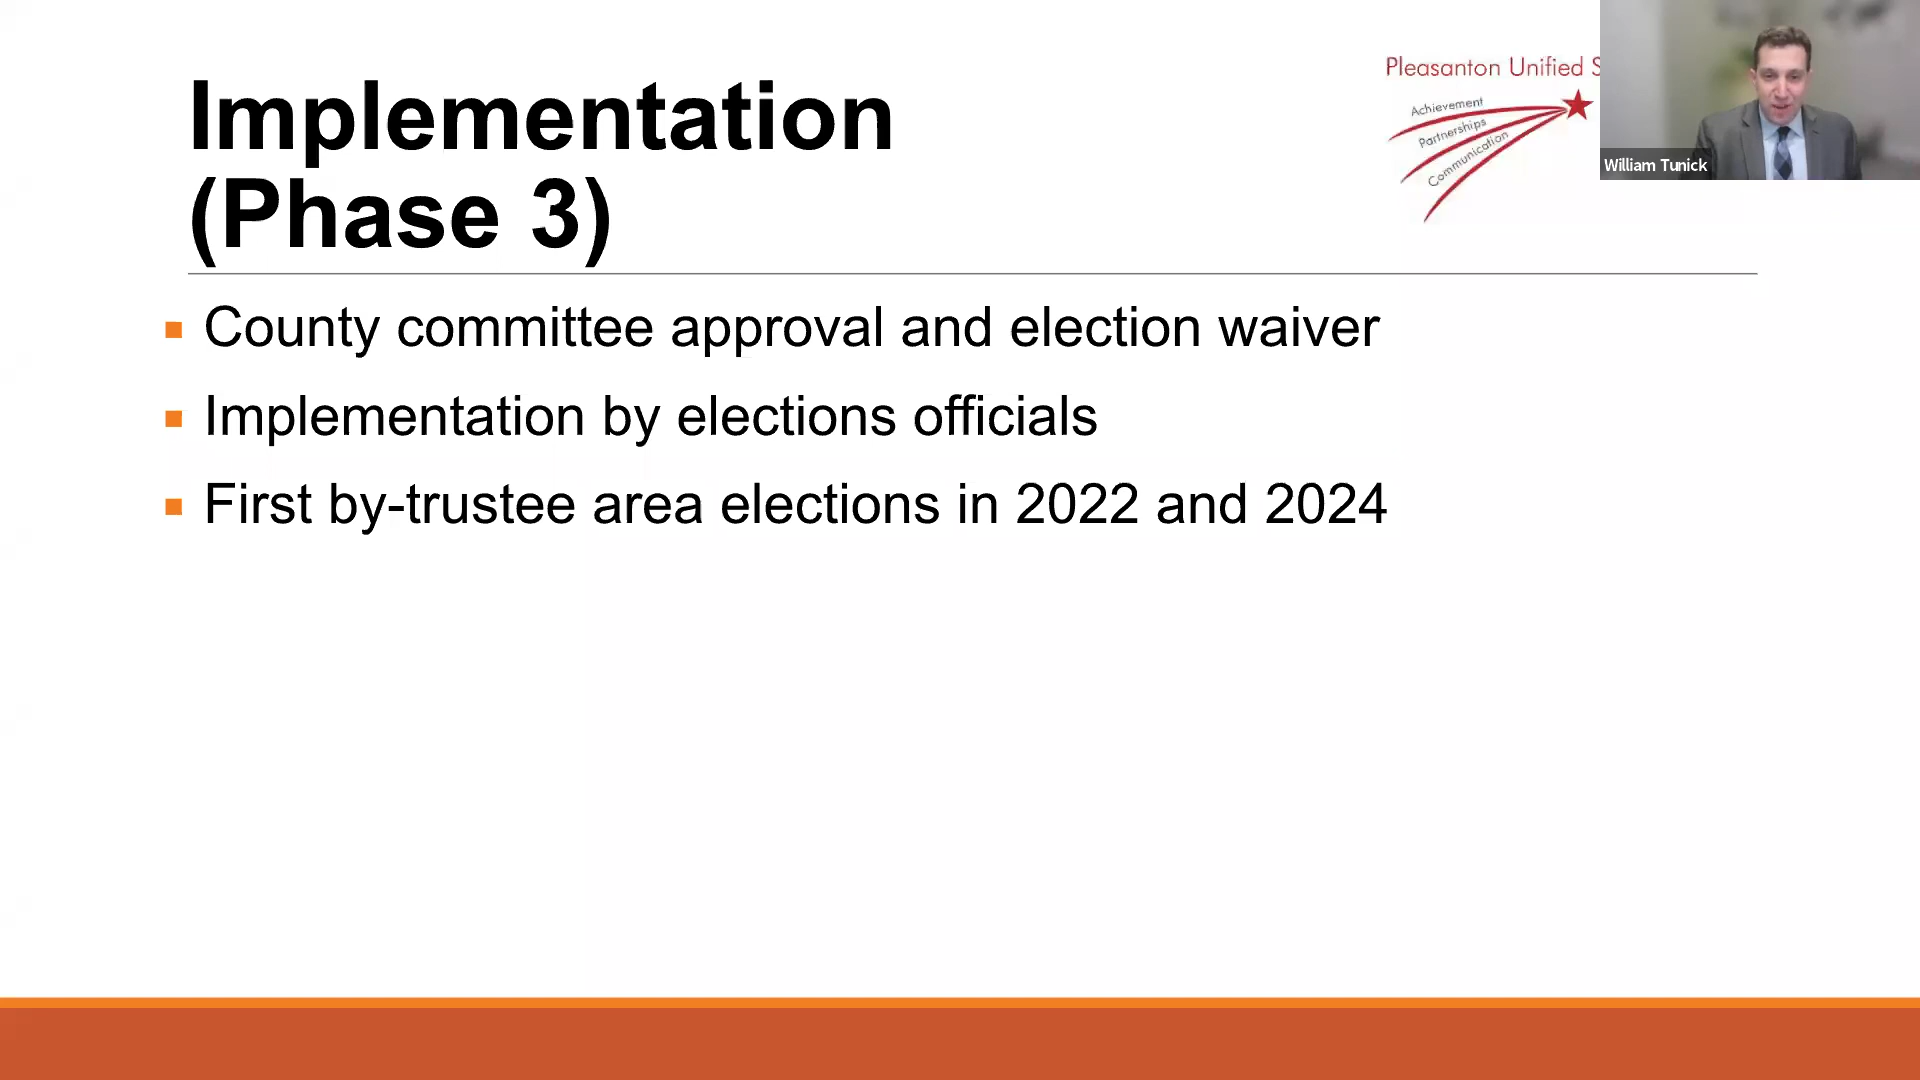 Implementation
(Phase 3)
Pleasanton Unified S
Achievement
Partnerships
Communication
William Tunick
County committee approval and election waiver
Implementation by elections officials
First by-trustee area elections in 2022 and 2024